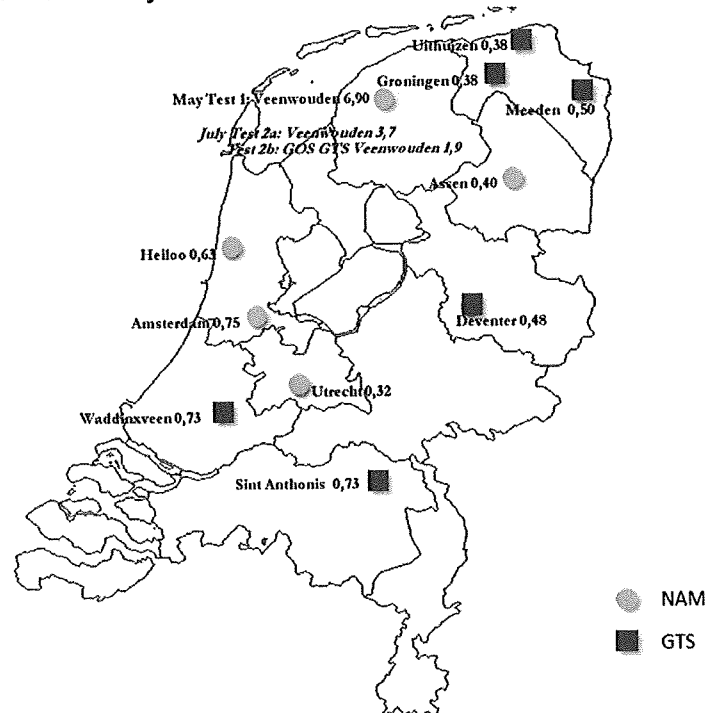 Uithuizen 0,38
Groningen 0,38
May Test 1: Veenwouden 6,90
Meeden 0,50
July Test 2a: Veenwouden 3,7
Test 2b: GOS GTS Veenwouden 1,9
Assen 0,40
Heiloo 0,63
Amsterdam 0,75
Deventer 0,48
Utrecht 0,32
Waddinxveen 0,73
Sint Anthonis 0,73
NAM
GTS